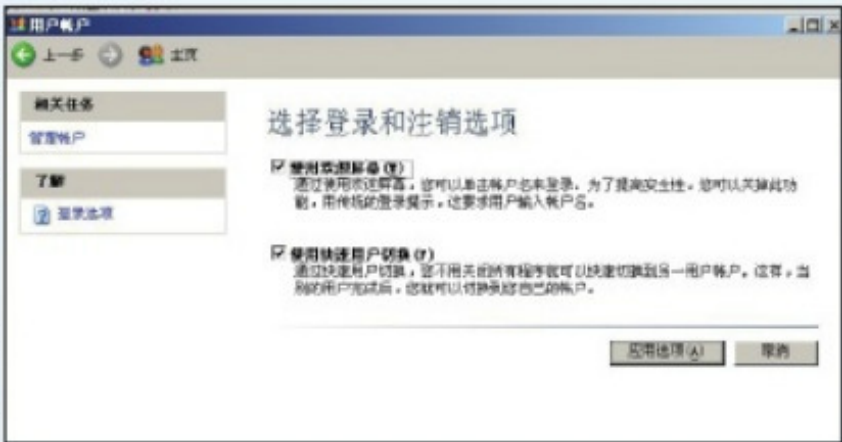 用户帐户
上一步 主页
相关任务
管理帐户
了解
登录选项
选择登录和注销选项
使用欢迎屏幕(W)
通过使用欢迎屏幕，您可以单击帐户名来登录。为了提高安全性，您可以关掉此功
能，用传统的登录提示，这要求用户输入帐户名。
使用快速用户切换(F)
通过快速用户切换，您不用关闭所有程序就可以快速切换到另一用户帐户。这样，当
别的用户完成后，您就可以切换到您自己的帐户。
应用选项(A) 取消